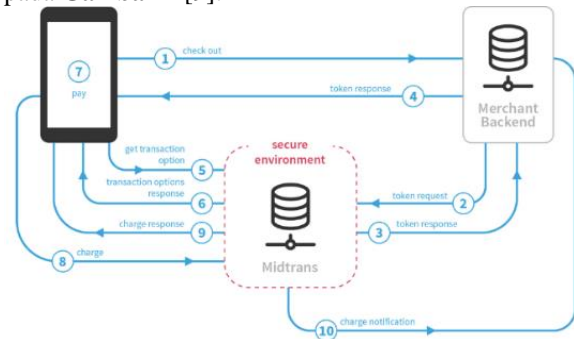 1
check out
7
pay
token response
4
Merchant
Backend
get transaction
option
5
secure
environment
transaction options
response
6
token request
2
charge response
9
3
token response
8
charge
Midtrans
10
charge notification